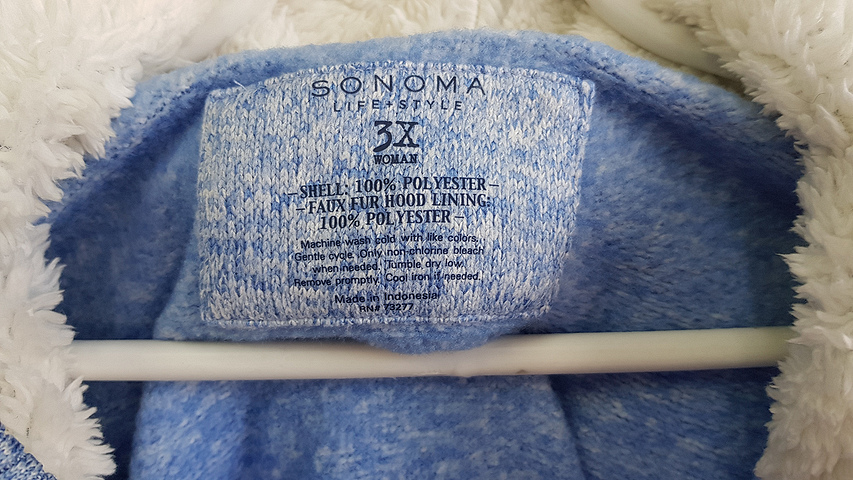 SONOMA
LIFE+STYLE
3X
WOMAN
–SHELL: 100% POLYESTER–
–FAUX FUR HOOD LINING:
100% POLYESTER–
Machine wash cold with like colors,
Gentle cycle. Only non-chlorine bleach
when needed. Tumble dry low.
Remove promptly. Cool iron if needed.
Made in Indonesia
RN# 73277